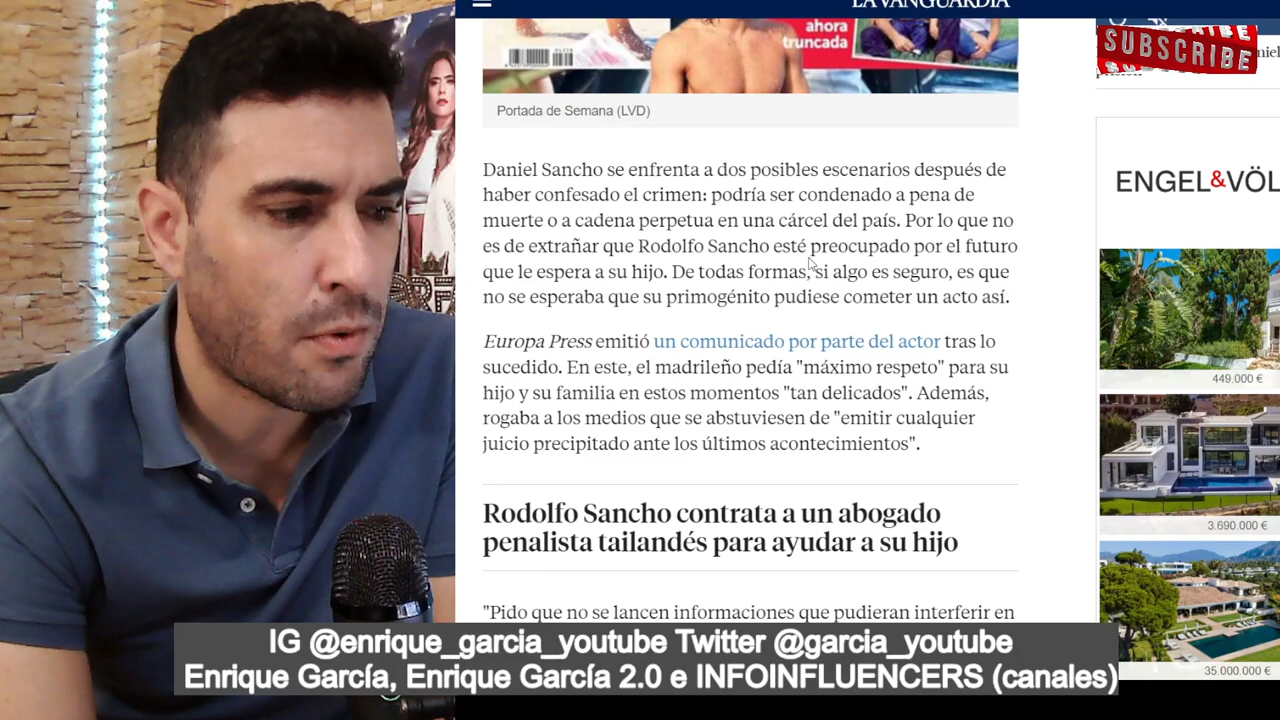 LA VANGUARDIA
ahora
truncada
Portada de Semana (LVD)
Daniel Sancho se enfrenta a dos posibles escenarios después de
haber confesado el crimen: podría ser condenado a pena de
muerte o a cadena perpetua en una cárcel del país. Por lo que no
es de extrañar que Rodolfo Sancho esté preocupado por el futuro
que le espera a su hijo. De todas formas, si algo es seguro, es que
no se esperaba que su primogénito pudiese cometer un acto así.
Europa Press emitió un comunicado por parte del actor tras lo
sucedido. En este, el madrileño pedía "máximo respeto" para su
hijo y su familia en estos momentos "tan delicados". Además,
rogaba a los medios que se abstuviesen de "emitir cualquier
juicio precipitado ante los últimos acontecimientos".
Rodolfo Sancho contrata a un abogado
penalista tailandés para ayudar a su hijo
"Pido que no se lancen informaciones que pudieran interferir en
SUBSCRIBE
ENGEL&VÖL
449.000 €
3.690.000 €
35.000.000 €
IG @enrique_garcia_youtube Twitter @garcia_youtube
Enrique García, Enrique García 2.0 e INFOINFLUENCERS (canales)